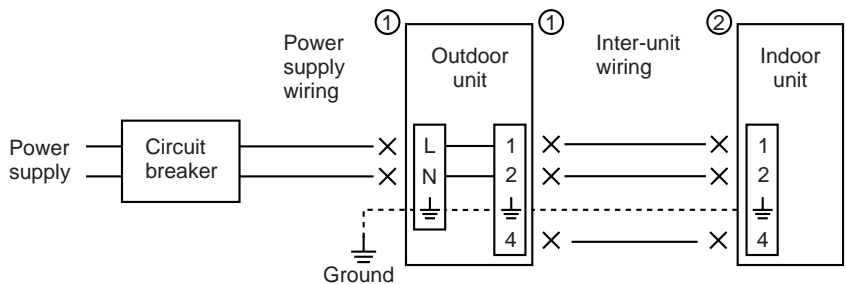 ①
①
②
Power
supply
wiring
Outdoor
unit
Inter-unit
wiring
Indoor
unit
Power
supply
Circuit
breaker
L
N
1
2
4
1
2
4
Ground